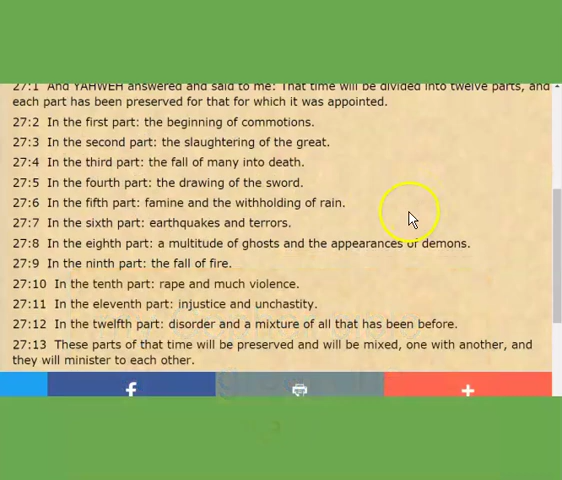 27:1 And YAHWEH answered and said to me: That time will be divided into twelve parts, and
each part has been preserved for that for which it was appointed.
27:2 In the first part: the beginning of commotions.
27:3 In the second part: the slaughtering of the great.
27:4 In the third part: the fall of many into death.
27:5 In the fourth part: the drawing of the sword.
27:6 In the fifth part: famine and the withholding of rain.
27:7 In the sixth part: earthquakes and terrors.
27:8 In the eighth part: a multitude of ghosts and the appearances of demons.
27:9 In the ninth part: the fall of fire.
27:10 In the tenth part: rape and much violence.
27:11 In the eleventh part: injustice and unchastity.
27:12 In the twelfth part: disorder and a mixture of all that has been before.
27:13 These parts of that time will be preserved and will be mixed, one with another, and
they will minister to each other.